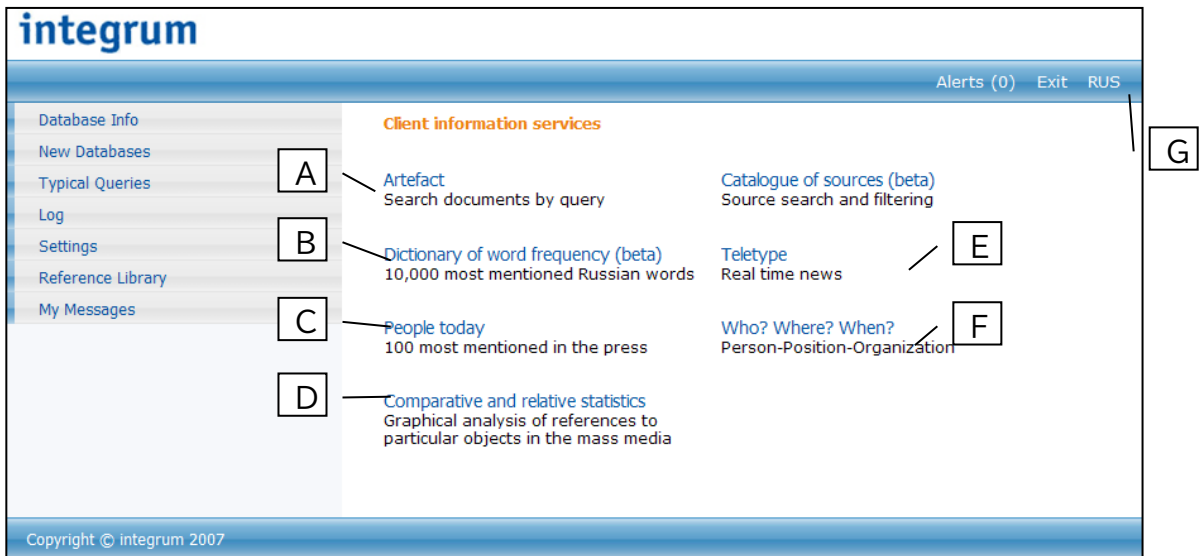 integrum
Alerts (0) Exit RUS
G
Database Info
New Databases
Typical Queries
Log
Settings
Reference Library
My Messages
Client information services
A
Artefact
Search documents by query
Catalogue of sources (beta)
Source search and filtering
B
Dictionary of word frequency (beta)
10,000 most mentioned Russian words
Teletype
Real time news
E
C
People today
100 most mentioned in the press
Who? Where? When?
Person-Position-Organization
F
D
Comparative and relative statistics
Graphical analysis of references to
particular objects in the mass media
Copyright © integrum 2007